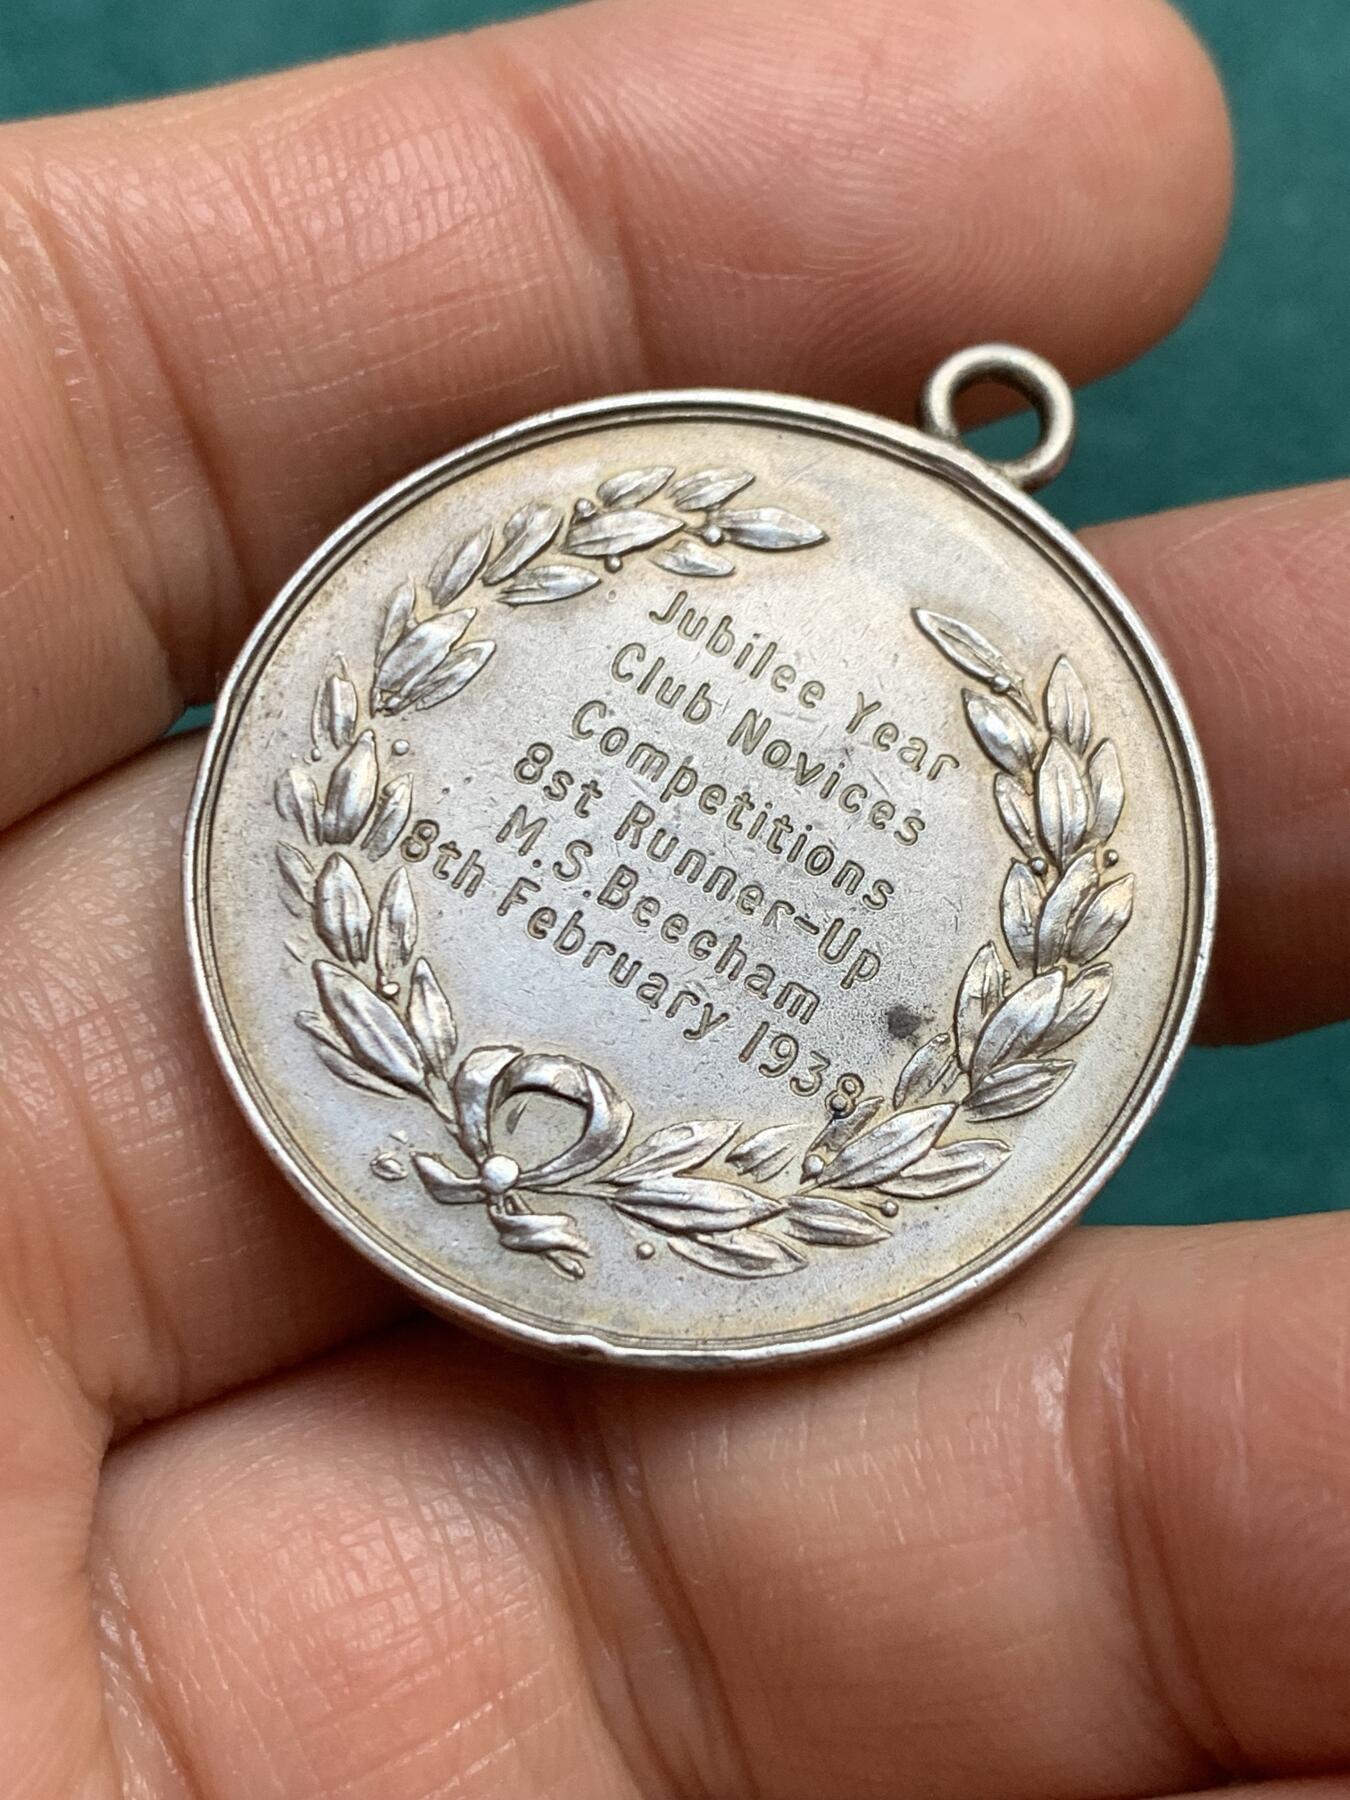 Jubilee Year
Club Novices
Competitions
8st Runner-Up
M.S.Beecham
8th February 1938